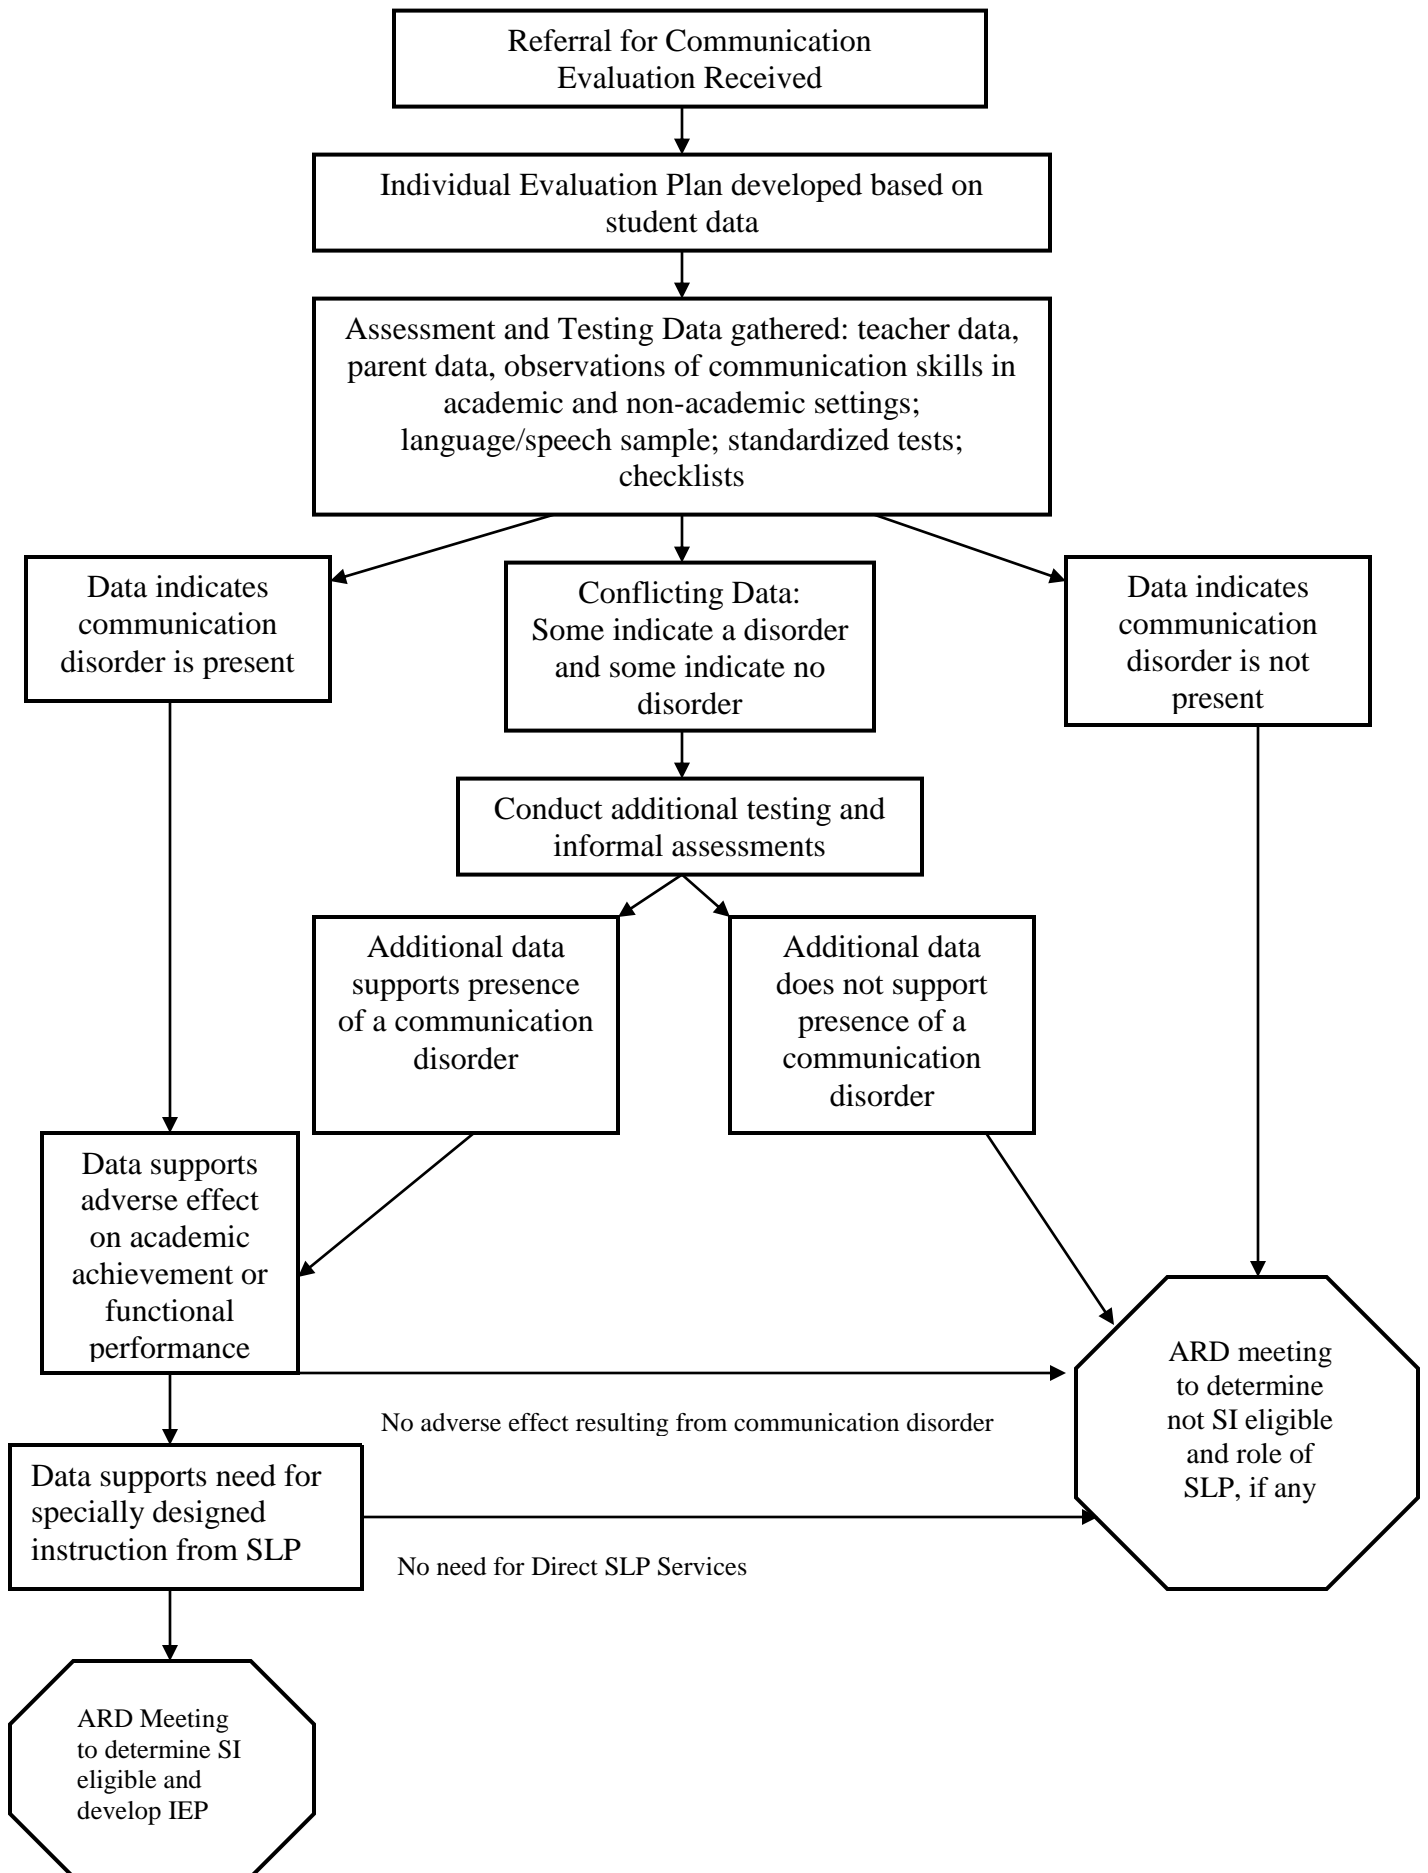 Referral for Communication
Evaluation Received
Individual Evaluation Plan developed based on
student data
Assessment and Testing Data gathered: teacher data,
parent data, observations of communication skills in
academic and non-academic settings;
language/speech sample; standardized tests;
checklists
Data indicates
communication
disorder is present
Conflicting Data:
Some indicate a disorder
and some indicate no
disorder
Data indicates
communication
disorder is not
present
Conduct additional testing and
informal assessments
Additional data
supports presence
of a communication
disorder
Additional data
does not support
presence of a
communication
disorder
Data supports
adverse effect
on academic
achievement or
functional
performance
ARD meeting
to determine
not SI eligible
and role of
SLP, if any
No adverse effect resulting from communication disorder
Data supports need for
specially designed
instruction from SLP
No need for Direct SLP Services
ARD Meeting
to determine SI
eligible and
develop IEP